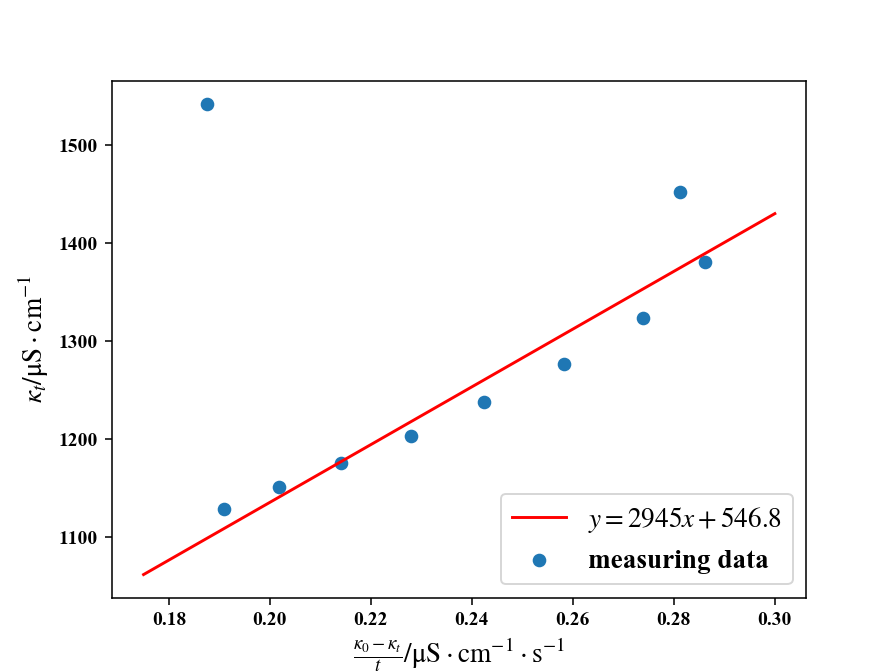 1500
1400
1300
1200
1100
κₜ/μS · cm⁻¹
y = 2945x + 546.8
measuring data
0.18 0.20 0.22 0.24 0.26 0.28 0.30
(κ₀ − κₜ)/t/μS · cm⁻¹ · s⁻¹